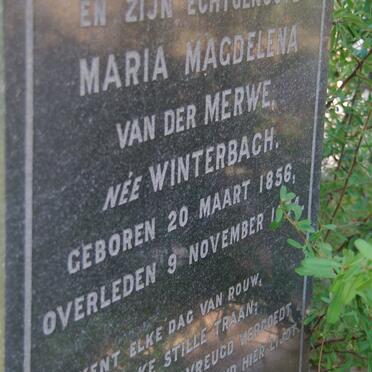 EN ZIJN
MARIA MAGDELENA
VAN DER MERWE,
NÉE WINTERBACH.
GEBOREN 20 MAART 1856,
OVERLEDEN 9 NOVEMBER
ELKE DAG VAN ROUW,
STILLE TRAAN;
HIER